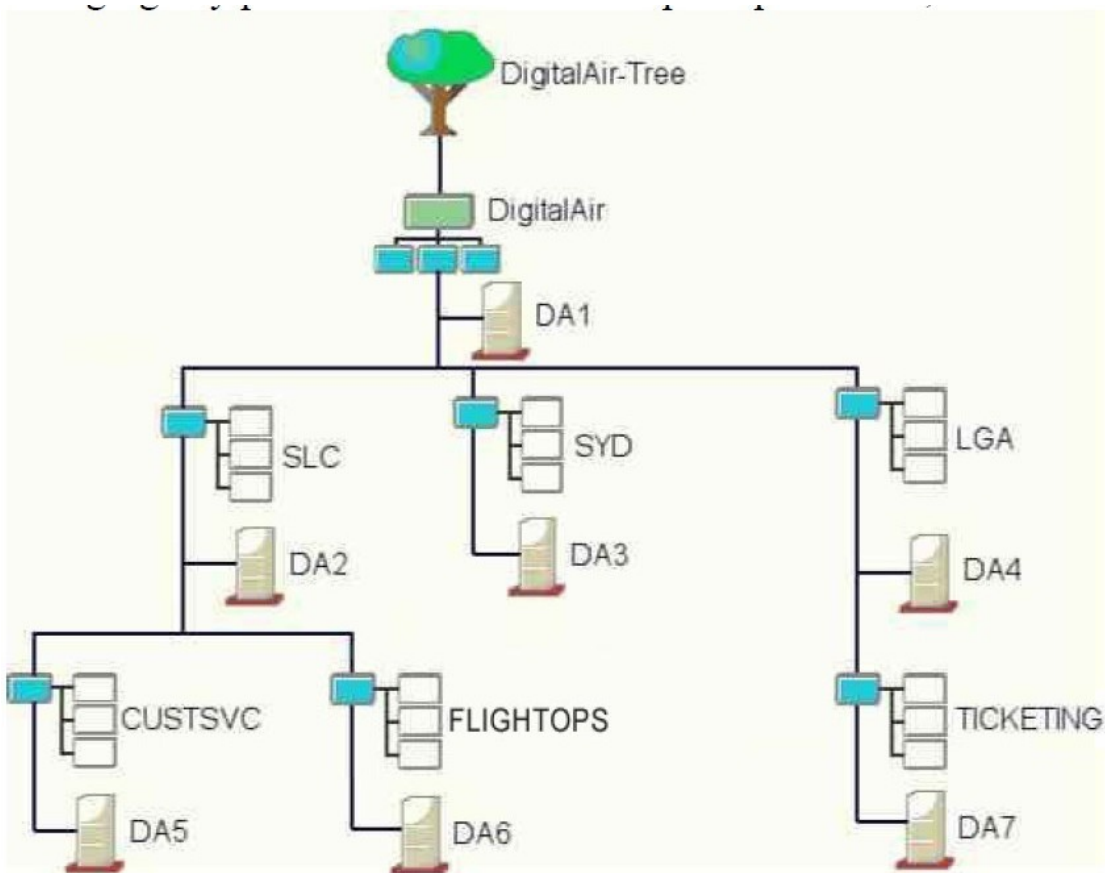 DigitalAir-Tree
DigitalAir
DA1
SLC
SYD
LGA
DA2
DA3
DA4
CUSTSVC
FLIGHTOPS
TICKETING
DA5
DA6
DA7